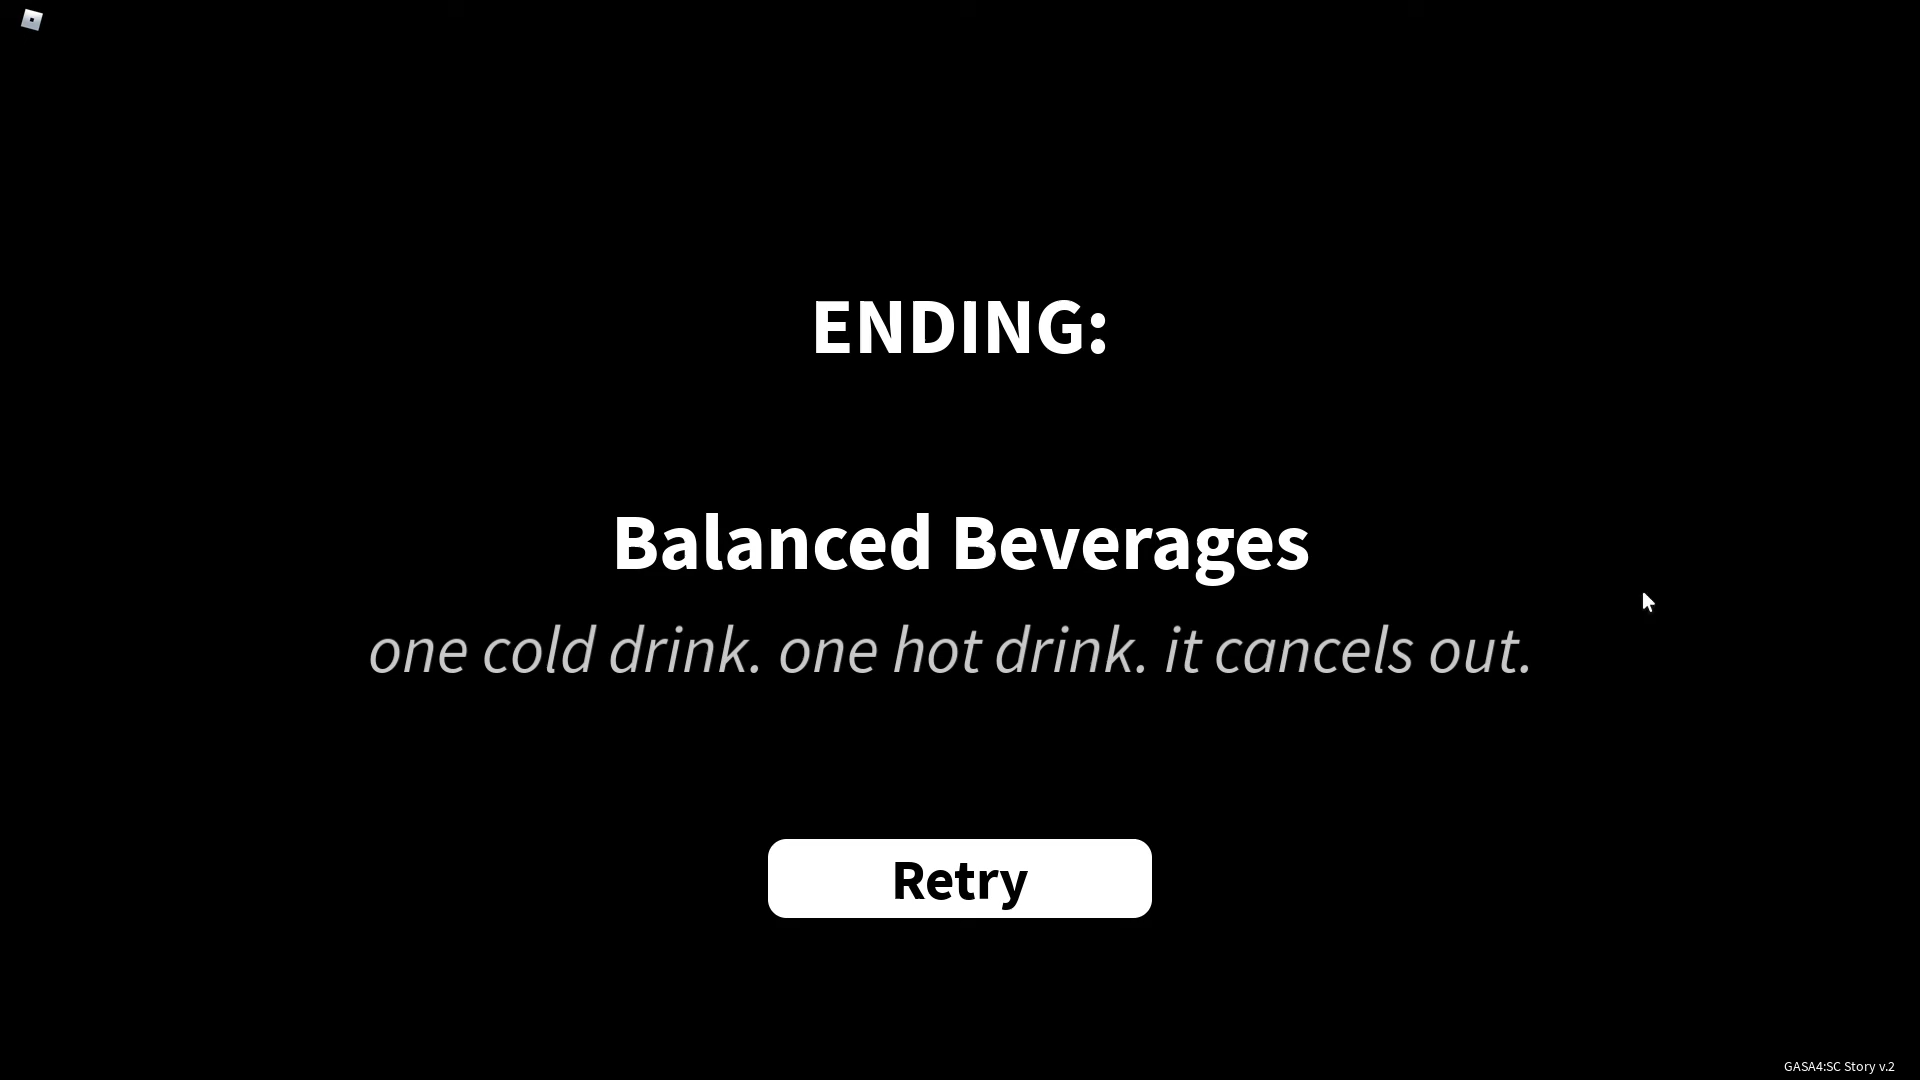 ENDING:
Balanced Beverages
one cold drink. one hot drink. it cancels out.
Retry
GASA4:SC Story v.2